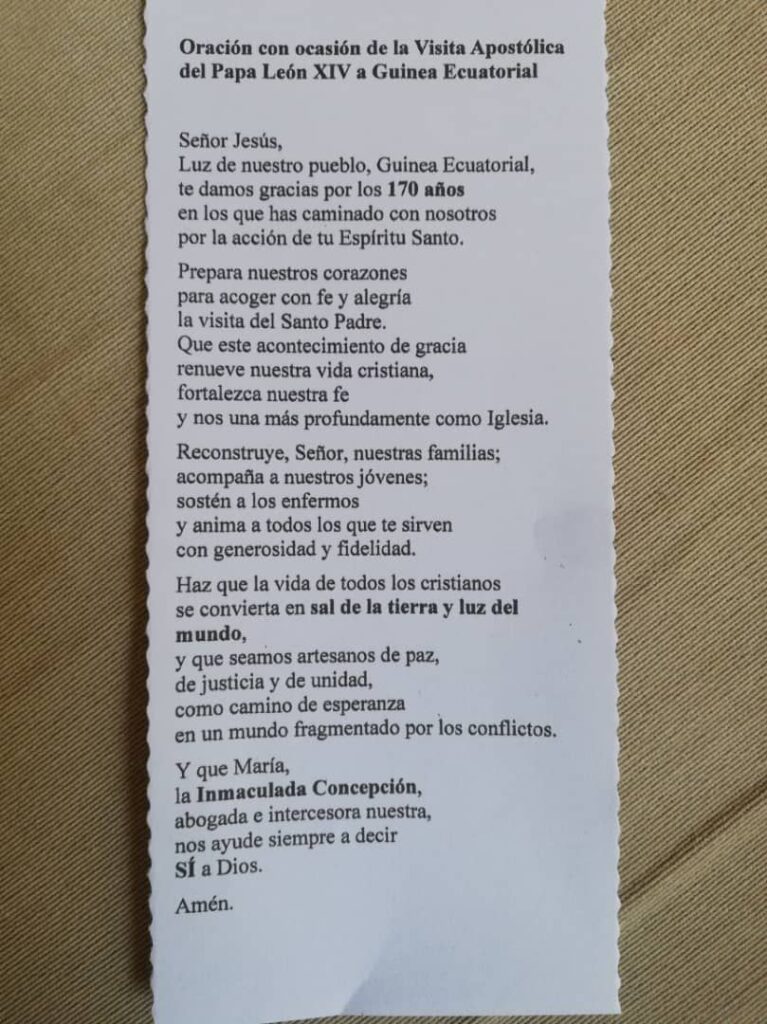 Oración con ocasión de la Visita Apostólica
del Papa León XIV a Guinea Ecuatorial
Señor Jesús,
Luz de nuestro pueblo, Guinea Ecuatorial,
te damos gracias por los 170 años
en los que has caminado con nosotros
por la acción de tu Espíritu Santo.
Prepara nuestros corazones
para acoger con fe y alegría
la visita del Santo Padre.
Que este acontecimiento de gracia
renueve nuestra vida cristiana,
fortalezca nuestra fe
y nos una más profundamente como Iglesia.
Reconstruye, Señor, nuestras familias;
acompaña a nuestros jóvenes;
sostén a los enfermos
y anima a todos los que te sirven
con generosidad y fidelidad.
Haz que la vida de todos los cristianos
se convierta en sal de la tierra y luz del
mundo,
y que seamos artesanos de paz,
de justicia y de unidad,
como camino de esperanza
en un mundo fragmentado por los conflictos.
Y que María,
la Inmaculada Concepción,
abogada e intercesora nuestra,
nos ayude siempre a decir
SÍ a Dios.
Amén.